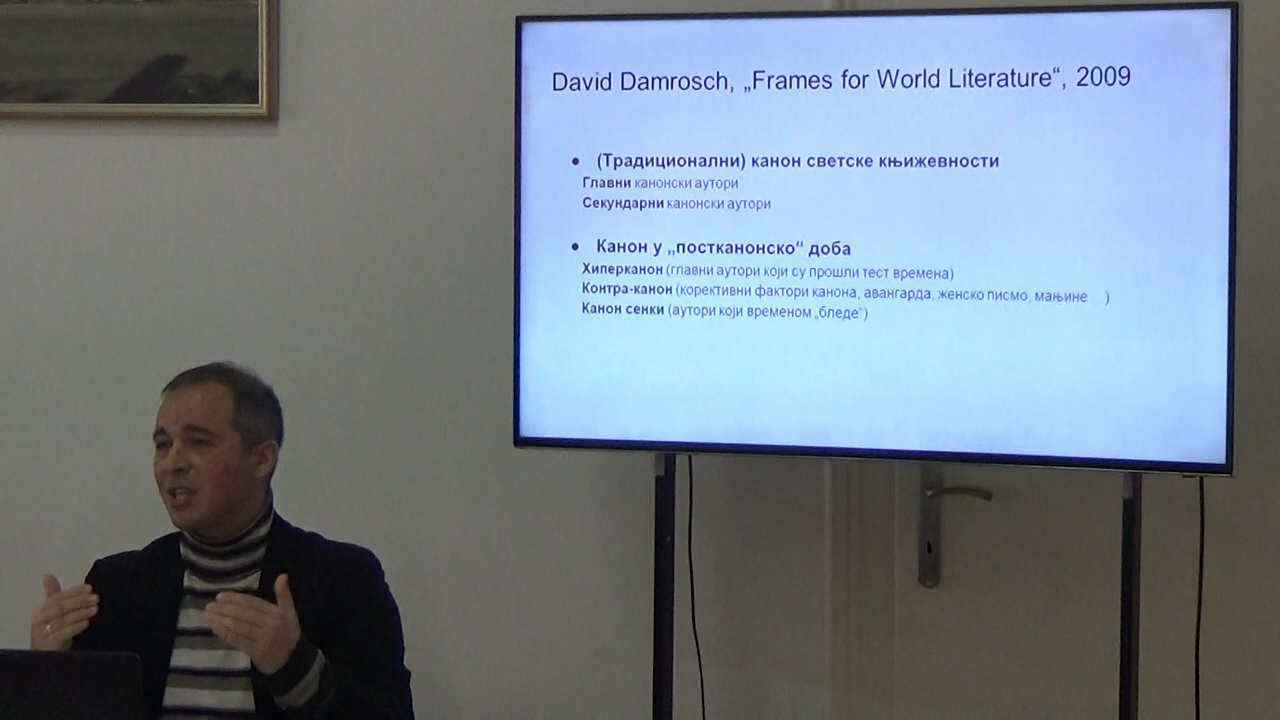 David Damrosch, „Frames for World Literature“, 2009
• (Традиционални) канон светске књижевности
Главни канонски аутори
Секундарни канонски аутори
• Канон у „постканонско“ доба
Хиперканон (главни аутори који су прошли тест времена)
Контра-канон (корективни фактори канона, авангарда, женско писмо, мањине )
Канон сенки (аутори који временом „бледе“)